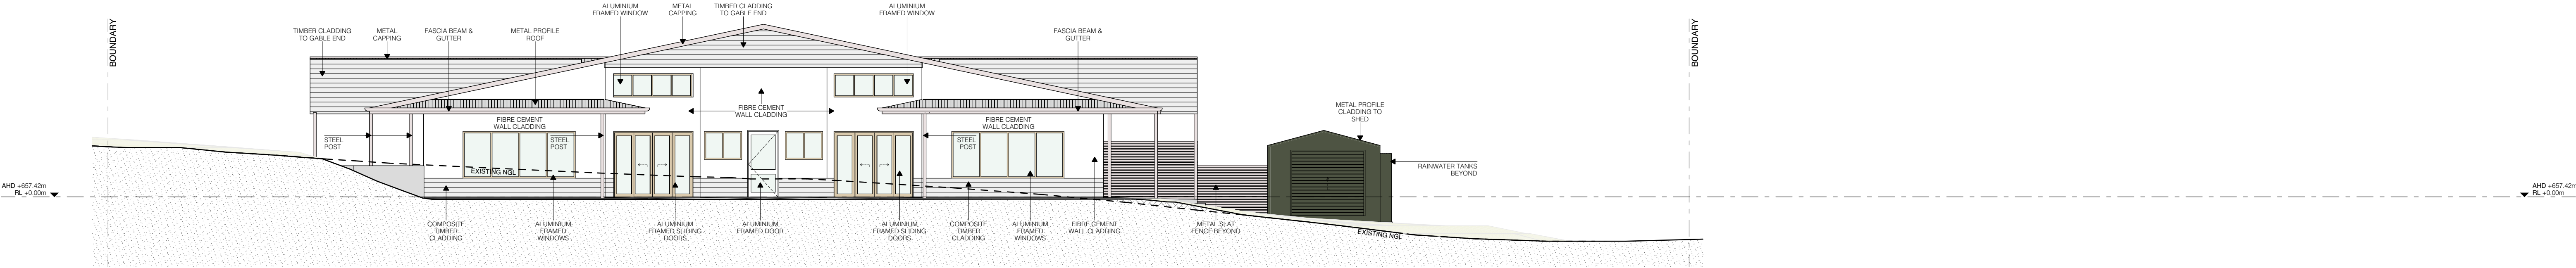 ALUMINIUM
FRAMED WINDOW
METAL
CAPPING
TIMBER CLADDING
TO GABLE END
ALUMINIUM
FRAMED WINDOW
BOUNDARY
TIMBER CLADDING
TO GABLE END
METAL
CAPPING
FASCIA BEAM &
GUTTER
METAL PROFILE
ROOF
FASCIA BEAM &
GUTTER
BOUNDARY
FIBRE CEMENT
WALL CLADDING
METAL PROFILE
CLADDING TO
SHED
FIBRE CEMENT
WALL CLADDING
FIBRE CEMENT
WALL CLADDING
STEEL
POST
STEEL
POST
STEEL
POST
EXISTING NGL
RAINWATER TANKS
BEYOND
AHD +657.42m
RL +0.00m
AHD +657.42m
RL +0.00m
COMPOSITE
TIMBER
CLADDING
ALUMINIUM
FRAMED
WINDOWS
ALUMINIUM
FRAMED SLIDING
DOORS
ALUMINIUM
FRAMED DOOR
ALUMINIUM
FRAMED SLIDING
DOORS
COMPOSITE
TIMBER
CLADDING
ALUMINIUM
FRAMED
WINDOWS
FIBRE CEMENT
WALL CLADDING
METAL SLAT
FENCE BEYOND
EXISTING NGL